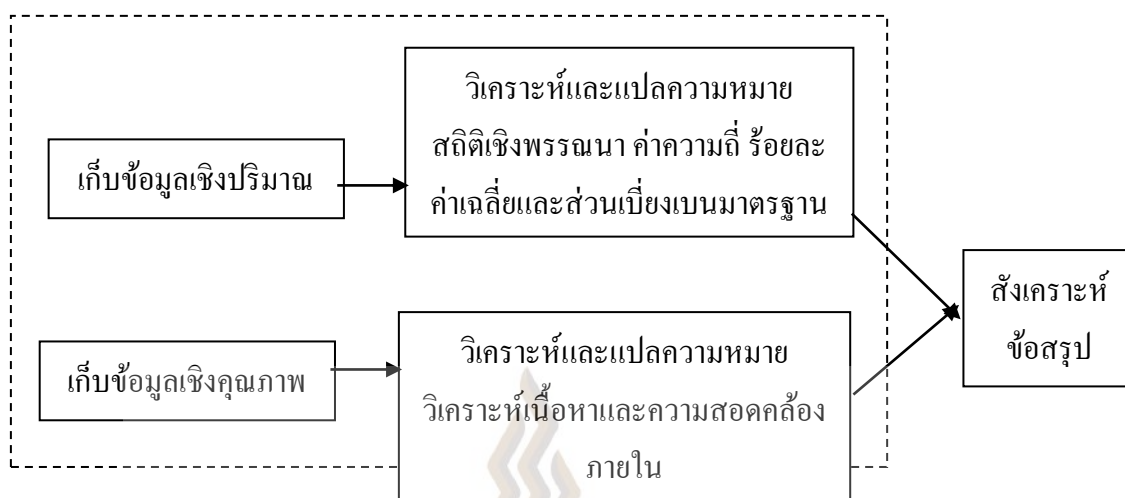 วิเคราะห์และแปลความหมาย
สถิติเชิงพรรณนา ค่าความถี่ ร้อยละ
ค่าเฉลี่ยและส่วนเบี่ยงเบนมาตรฐาน
เก็บข้อมูลเชิงปริมาณ
สังเคราะห์
ข้อสรุป
วิเคราะห์และแปลความหมาย
วิเคราะห์เนื้อหาและความสอดคล้อง
ภายใน
เก็บข้อมูลเชิงคุณภาพ